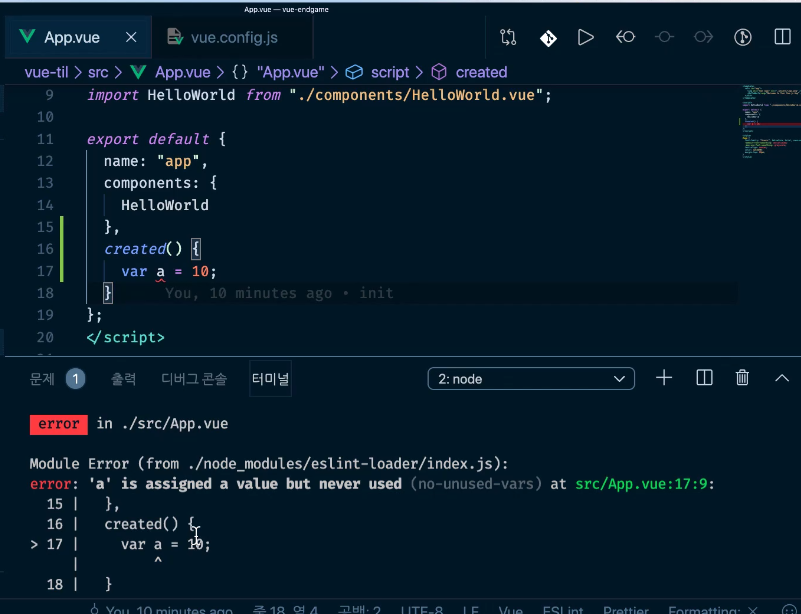 App.vue — vue-endgame
App.vue × vue.config.js
vue-til > src > App.vue > {} "App.vue" > script > created
9 import HelloWorld from "./components/HelloWorld.vue";
10
11 export default {
12 name: "app",
13 components: {
14 HelloWorld
15 },
16 created() {
17 var a = 10;
18 } You, 10 minutes ago • init
19 };
20 </script>
문제 1 출력 디버그 콘솔 터미널 2: node
error in ./src/App.vue
Module Error (from ./node_modules/eslint-loader/index.js):
error: 'a' is assigned a value but never used (no-unused-vars) at src/App.vue:17:9:
15 | },
16 | created() {
> 17 | var a = 10;
| ^
18 | }
You, 10 minutes ago 줄 18, 열 4 공백: 2 UTF-8 LF Vue ESLint Prettier Formatting: ×